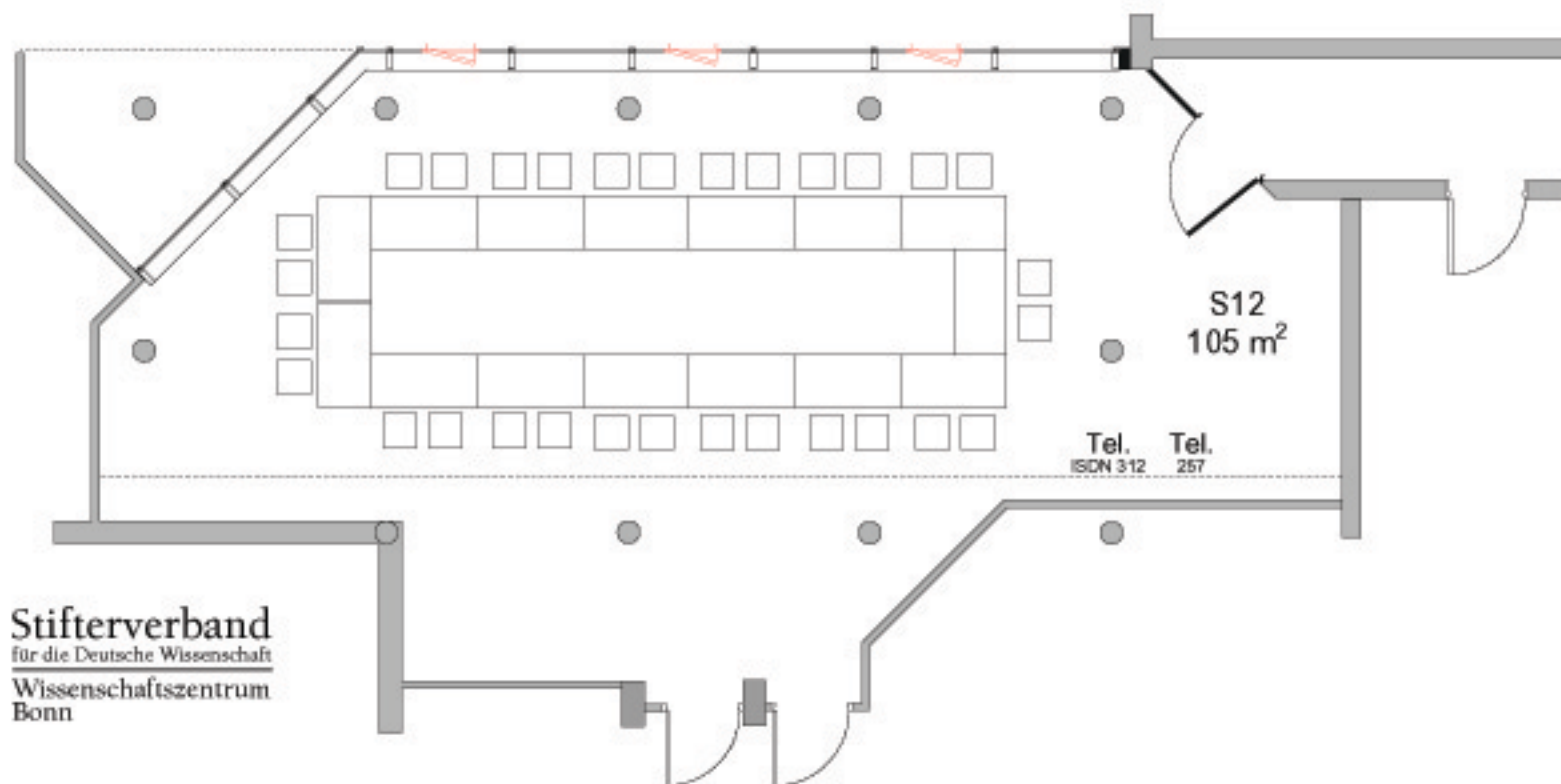 S12
105 m²
Tel. Tel.
ISDN 312 257
Stifterverband
für die Deutsche Wissenschaft
Wissenschaftszentrum
Bonn